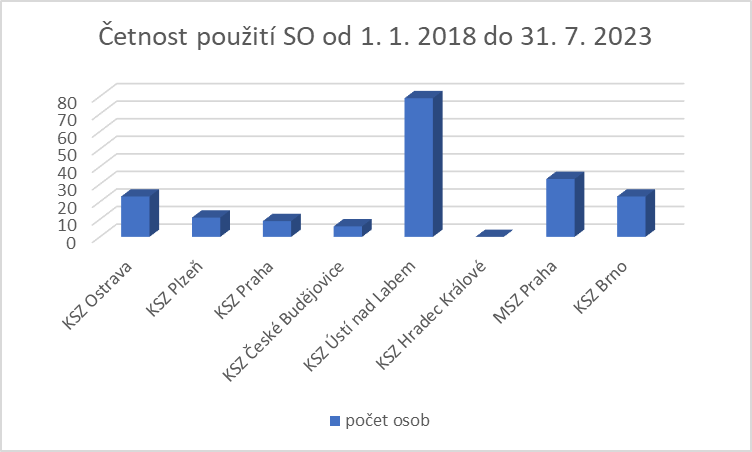 Četnost použití SO od 1. 1. 2018 do 31. 7. 2023
80
70
60
50
40
30
20
10
0
KSZ Ostrava
KSZ Plzeň
KSZ Praha
KSZ České Budějovice
KSZ Ústí nad Labem
KSZ Hradec Králové
MSZ Praha
KSZ Brno
počet osob